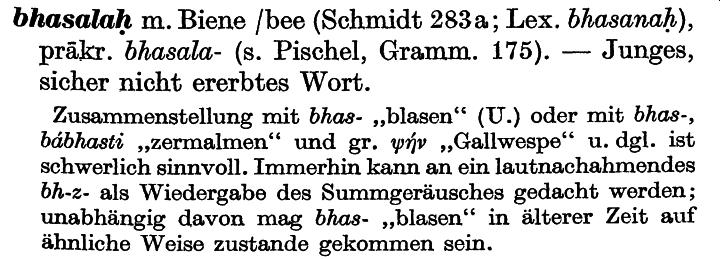 bhasalaḥ m. Biene /bee (Schmidt 283a; Lex. bhasanaḥ),
prākr. bhasala- (s. Pischel, Gramm. 175). — Junges,
sicher nicht ererbtes Wort.
Zusammenstellung mit bhas- „blasen“ (U.) oder mit bhas-,
bábhasti „zermalmen“ und gr. ψήν „Gallwespe“ u. dgl. ist
schwerlich sinnvoll. Immerhin kann an ein lautnachahmendes
bh-z- als Wiedergabe des Summgeräusches gedacht werden;
unabhängig davon mag bhas- „blasen“ in älterer Zeit auf
ähnliche Weise zustande gekommen sein.